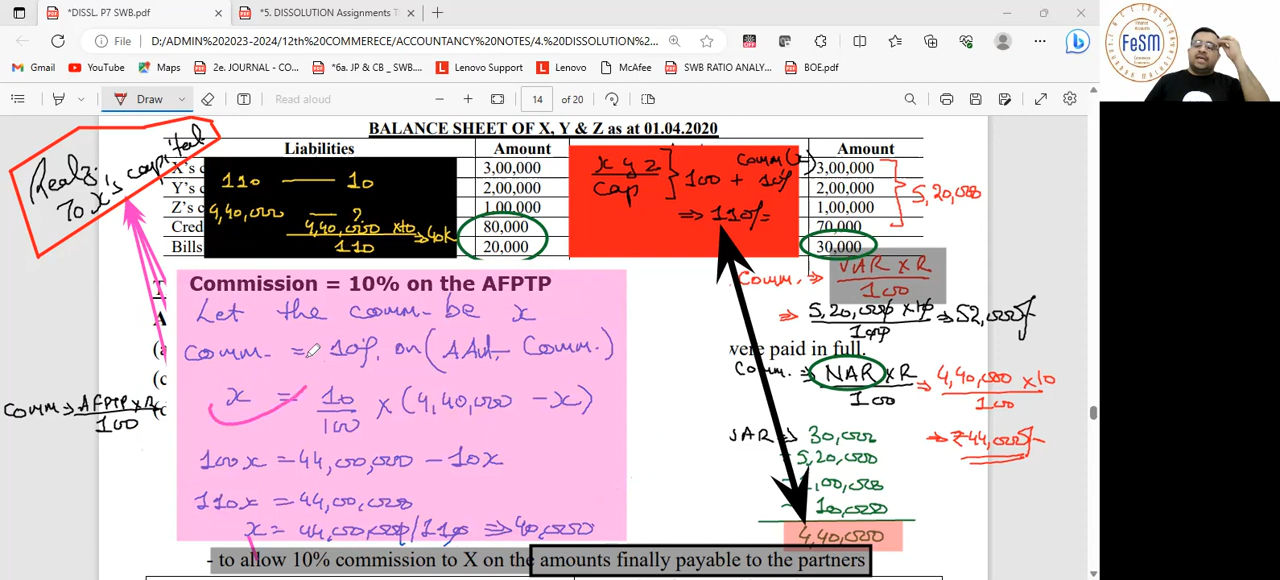 *DISSL. P7 SWB.pdf
*5. DISSOLUTION Assignments T
File
D:/ADMIN%202023-2024/12th%20COMMERECE/ACCOUNTANCY%20NOTES/4.%20DISSOLUTION...
Gmail
YouTube
Maps
2e. JOURNAL - CO...
*6a. JP & CB _ SWB...
Lenovo Support
Lenovo
McAfee
SWB RATIO ANALY...
BOE.pdf
Draw
Read aloud
14
of 20
FeSM
BALANCE SHEET OF X, Y & Z as at 01.04.2020
Liabilities
Amount
Amount
X's c
3,00,000
3,00,000
Y's c
2,00,000
2,00,000
Z's c
1,00,000
1,00,000
Cred
80,000
70,000
Bills
20,000
30,000
Realz.
To X's capital
110 — 10
4,40,000 — ?
4,40,000 x10
110
⇒ 40k
x y z
cap
100 + 10%
comm(x)
⇒ 110%=
5,20,000
Comm. ⇒ VAR x R
100
⇒ 5,20,000 x 10
100
⇒ 52,000/-
were paid in full.
Comm. ⇒ NAR x R
100
⇒ 4,40,000 x 10
100
⇒ ₹44,000/-
⇒ 30,000
5,20,000
1,00,000
10,000
4,40,000
Commission = 10% on the AFPTP
Let the comm. be x
comm. = 10% on (AAvl, - Comm.)
x = 10
100
x (4,40,000 - x)
100x = 44,00,000 - 10x
110x = 44,00,000
x = 44,00,000/110 ⇒ 40,000
Comm ⇒ AFPTP x R
100
- to allow 10% commission to X on the amounts finally payable to the partners